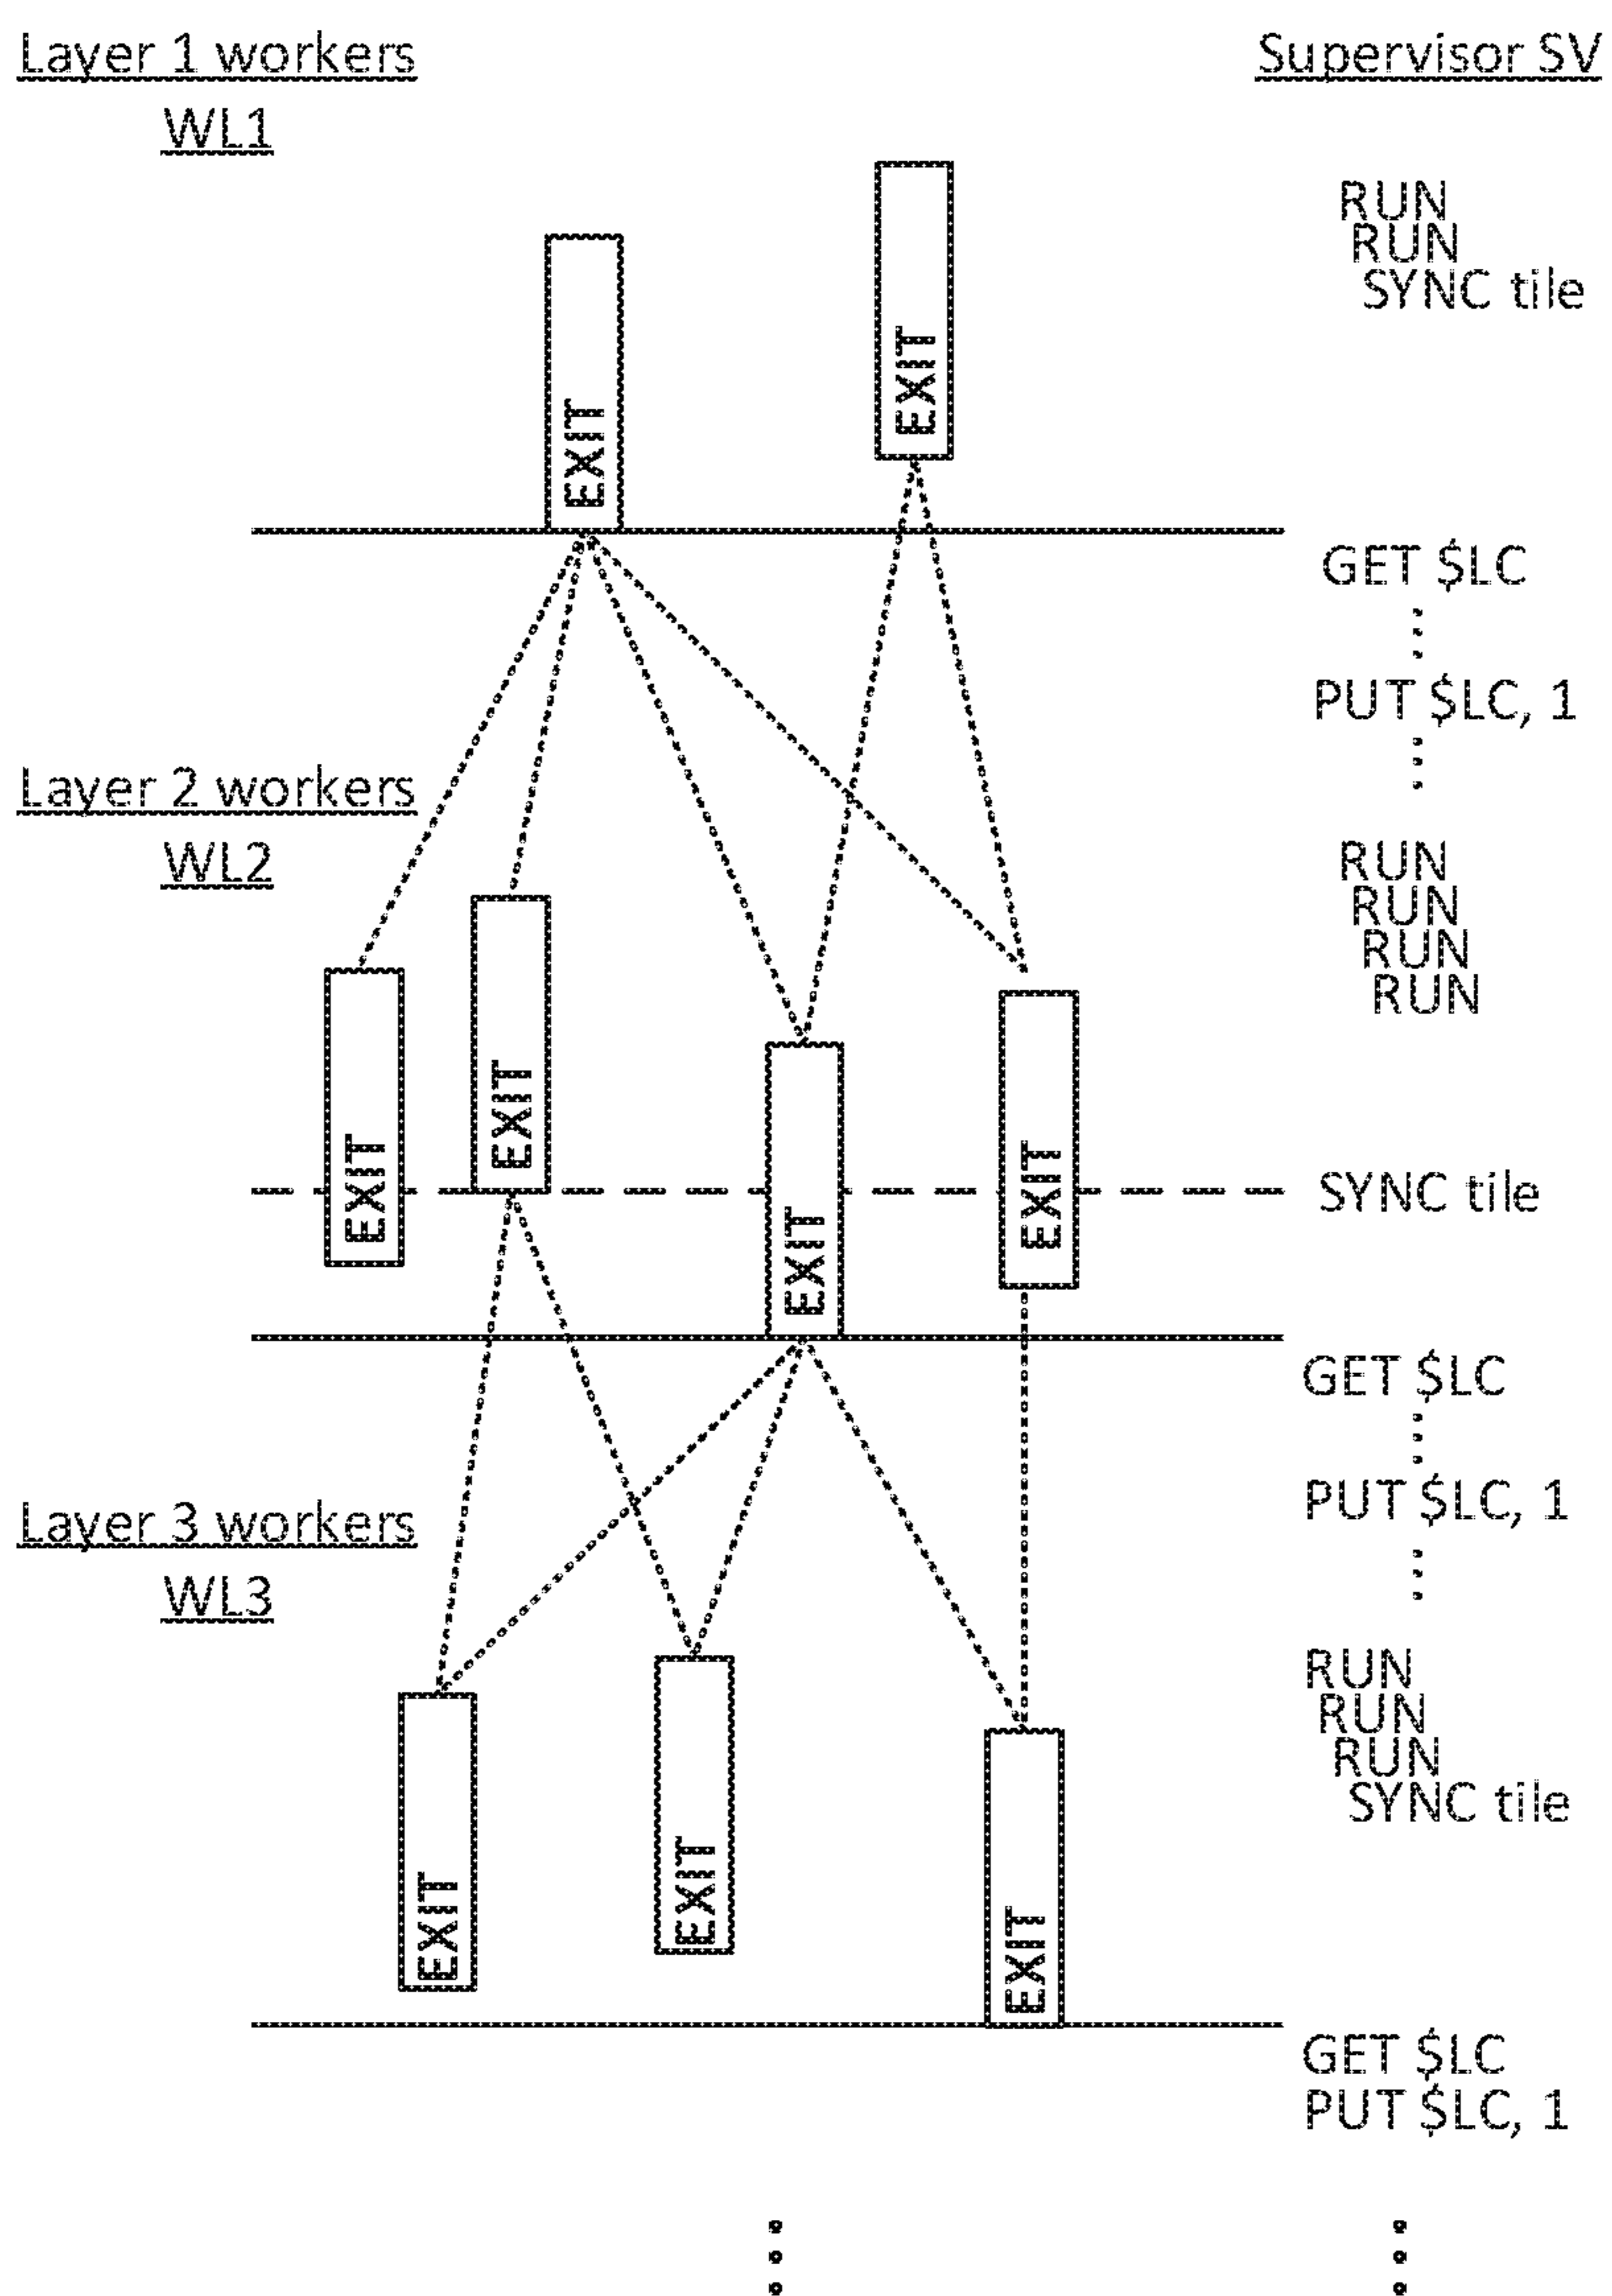 Layer 1 workers
WL1
Supervisor SV
RUN
RUN
SYNC tile
EXIT
EXIT
GET $LC
PUT $LC, 1
Layer 2 workers
WL2
RUN
RUN
RUN
RUN
EXIT
EXIT
EXIT
EXIT
SYNC tile
GET $LC
PUT $LC, 1
Layer 3 workers
WL3
RUN
RUN
RUN
SYNC tile
EXIT
EXIT
EXIT
GET $LC
PUT $LC, 1